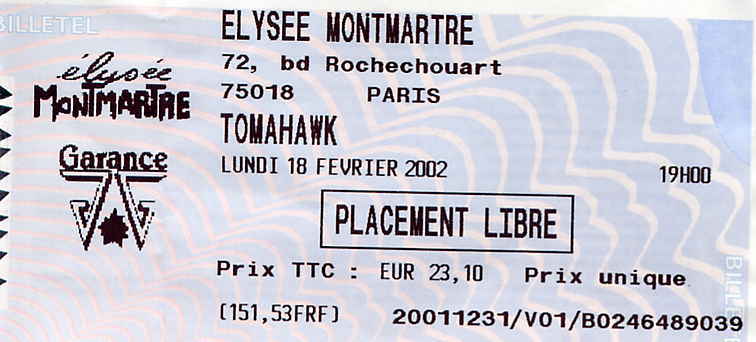 BILLETEL
ELYSEE MONTMARTRE
72, bd Rochechouart
75018 PARIS
élysée
MONTMARTRE
TOMAHAWK
Garance
LUNDI 18 FEVRIER 2002 19H00
PLACEMENT LIBRE
Prix TTC : EUR 23,10 Prix unique
(151,53FRF) 20011231/V01/B0246489039